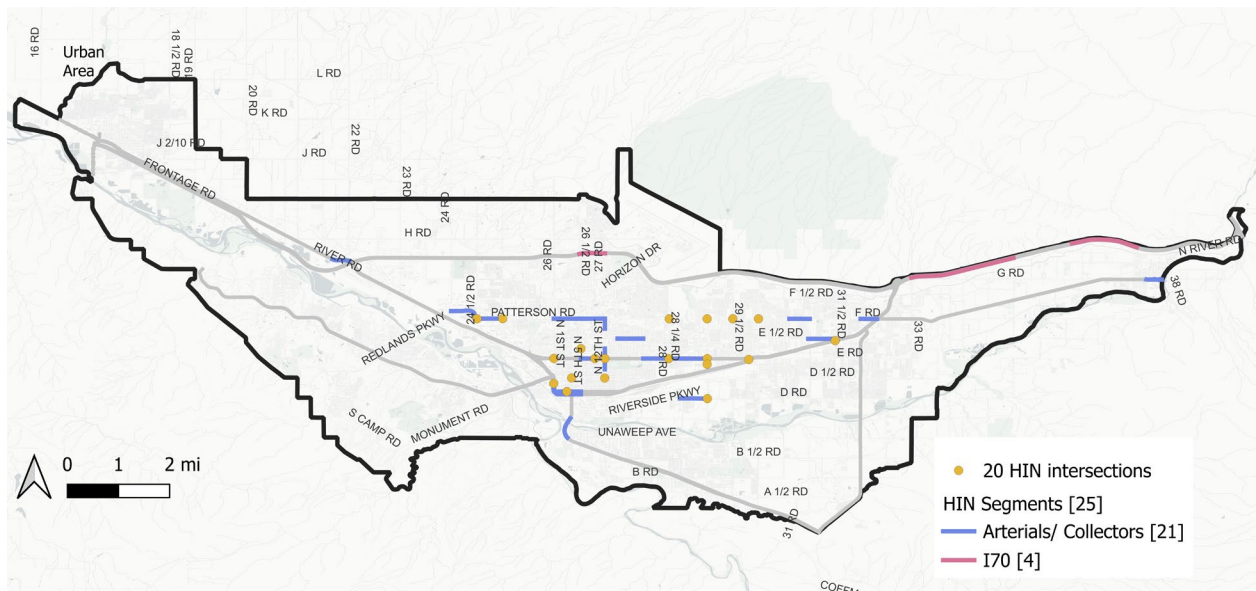 16 RD
18 1/2 RD
19 RD
Urban
Area
L RD
20 RD
K RD
22 RD
J 2/10 RD
J RD
FRONTAGE RD
23 RD
24 RD
H RD
26 RD
26 1/2 RD
27 RD
HORIZON DR
RIVER RD
N RIVER RD
G RD
38 RD
F 1/2 RD
31 1/2 RD
24 1/2 RD
PATTERSON RD
REDLANDS PKWY
N 1ST ST
N 5TH ST
N 12TH ST
28 1/4 RD
28 RD
29 1/2 RD
E 1/2 RD
F RD
33 RD
E RD
D 1/2 RD
D RD
RIVERSIDE PKWY
S CAMP RD
MONUMENT RD
UNAWEEP AVE
B 1/2 RD
B RD
A 1/2 RD
31 RD
0 1 2 mi
20 HIN intersections
HIN Segments [25]
Arterials/ Collectors [21]
I70 [4]